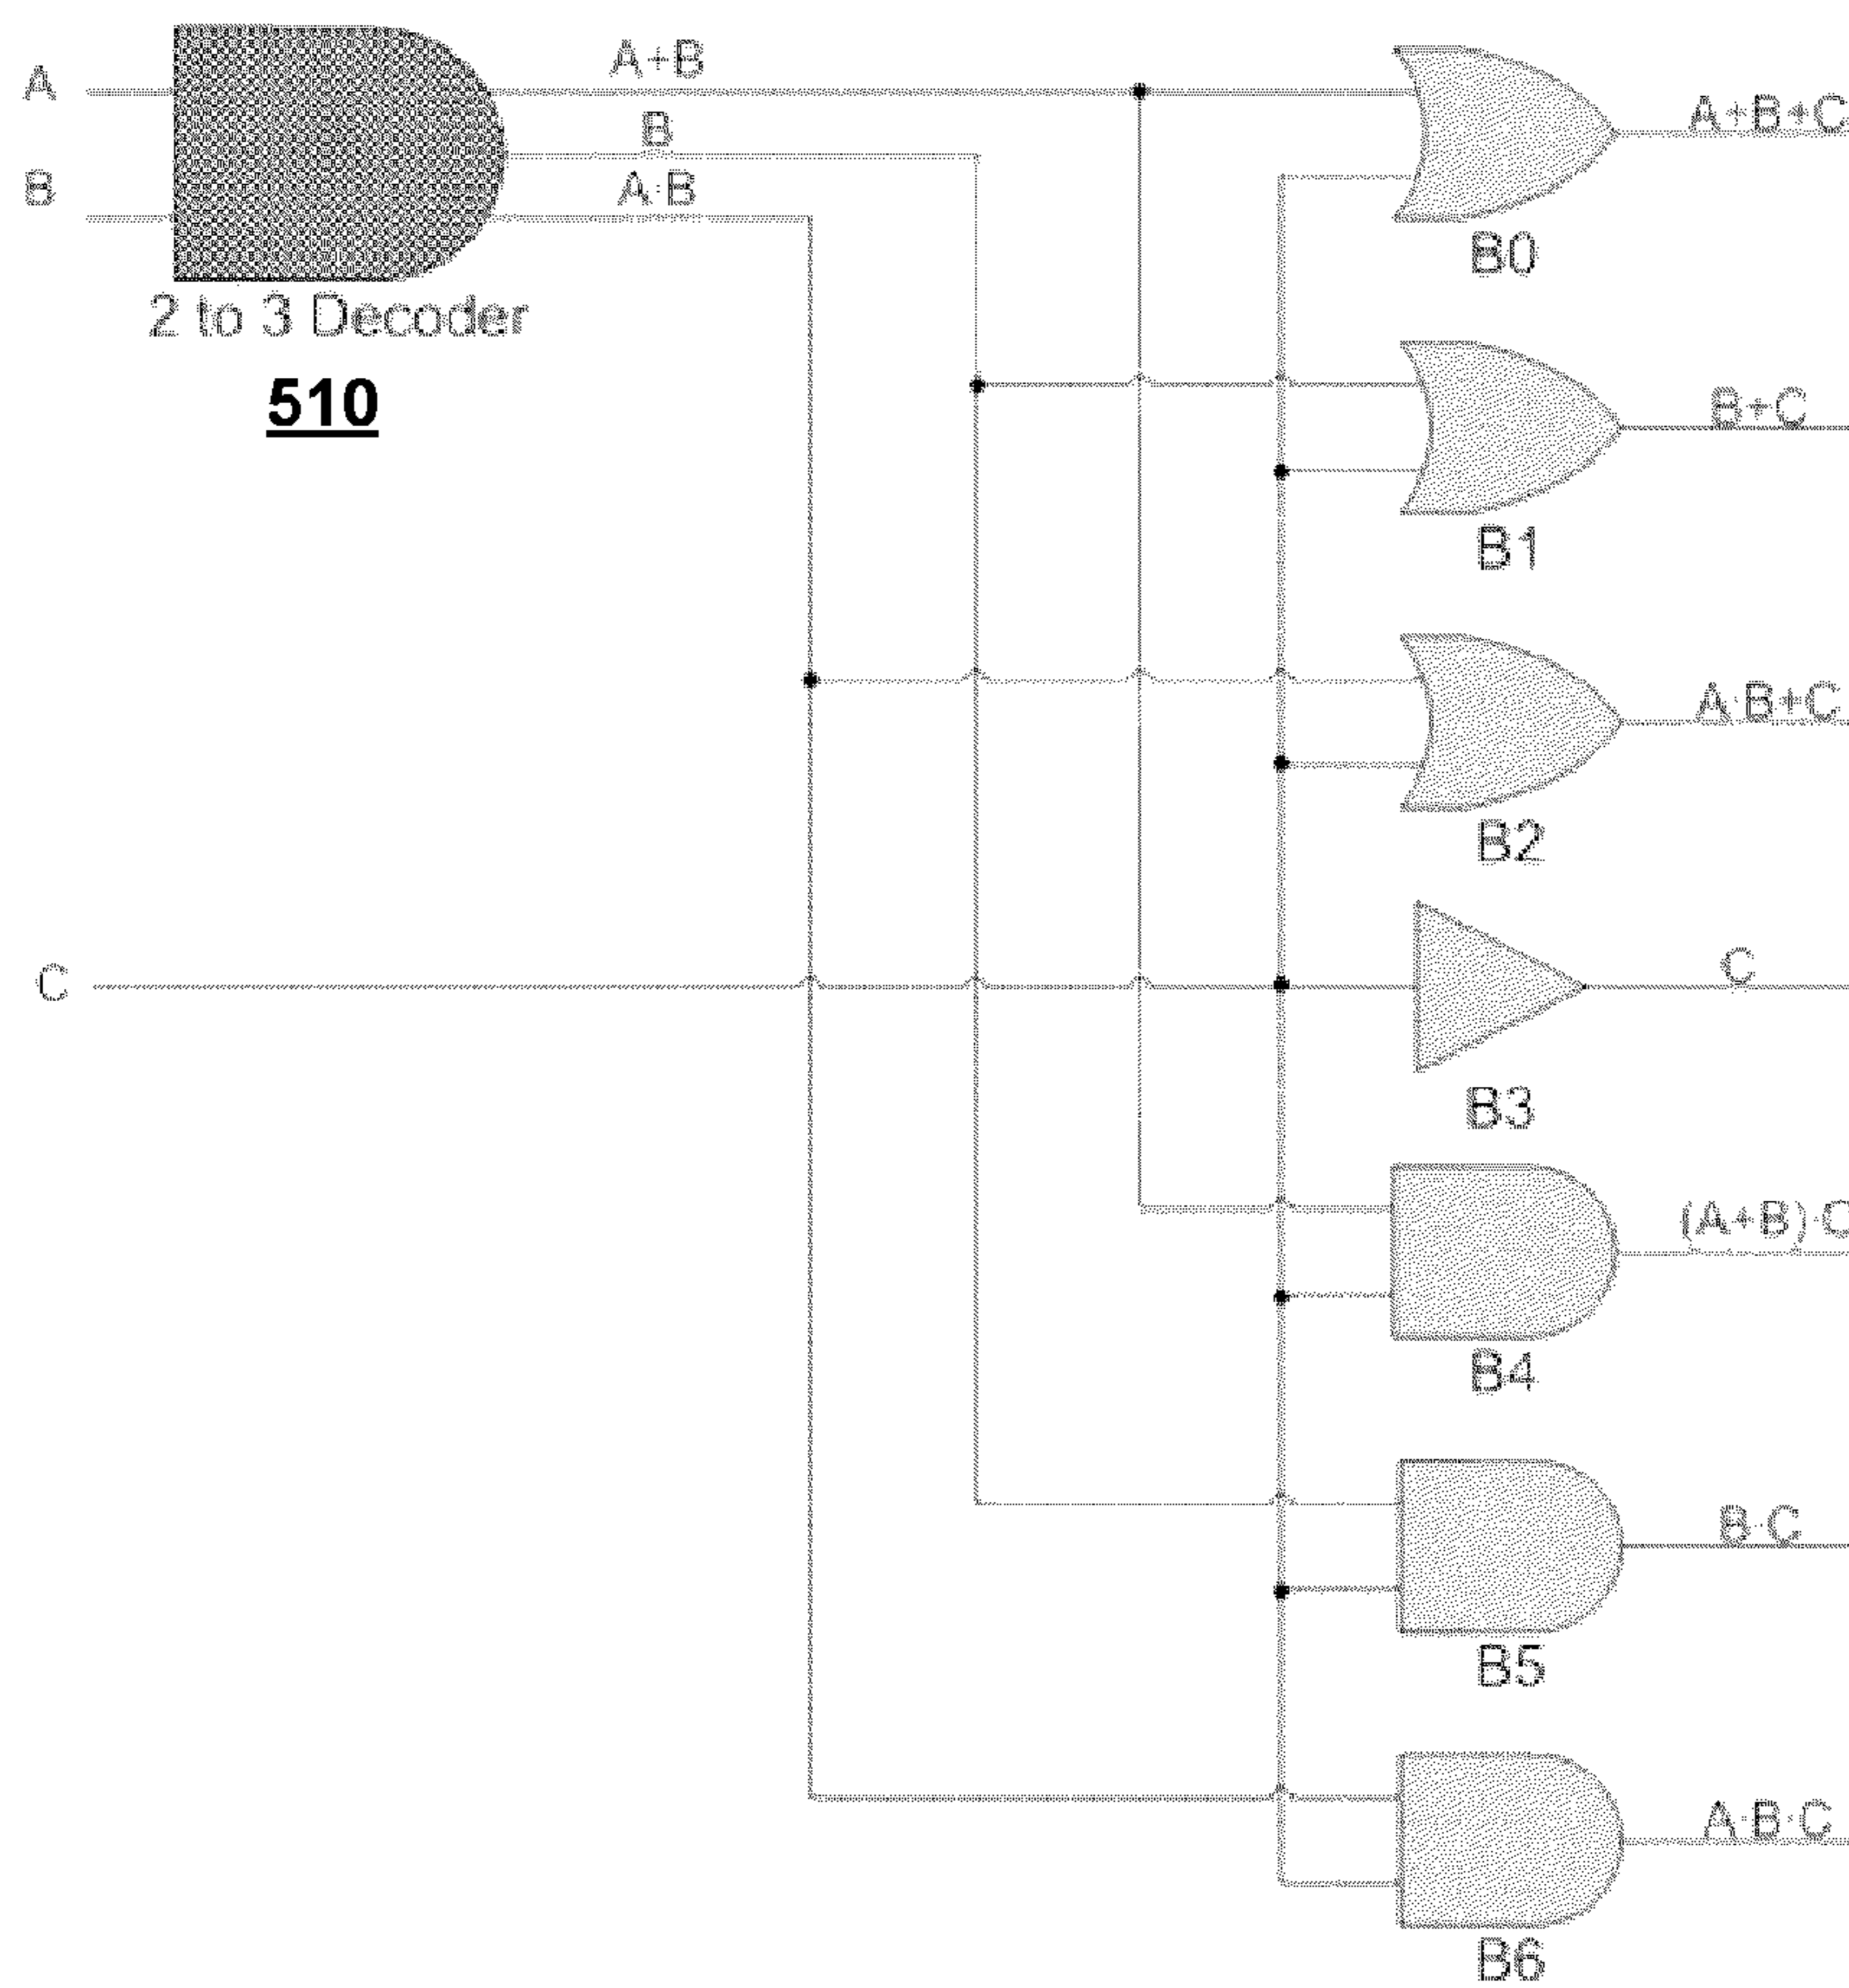 A
A+B
A+B+C
B
B
A·B
B0
2 to 3 Decoder
510
B+C
B1
A·B+C
B2
C
C
B3
(A+B)·C
B4
B·C
B5
A·B·C
B6